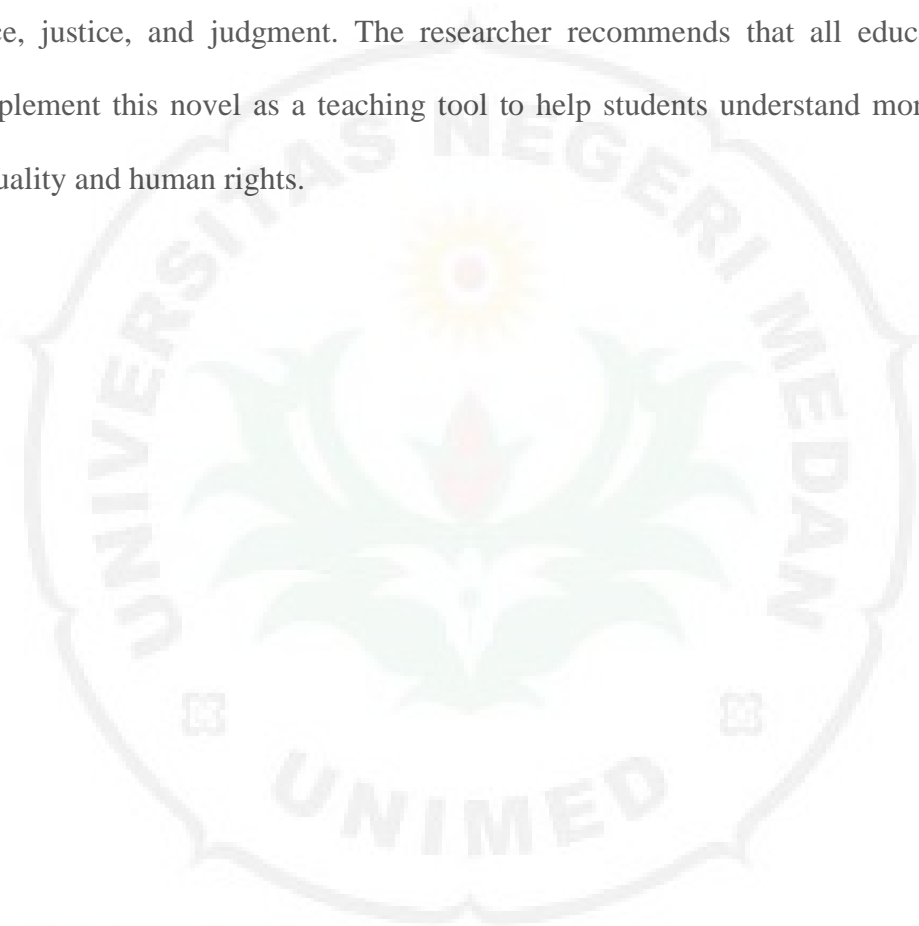 ce, justice, and judgment. The researcher recommends that all educ
plement this novel as a teaching tool to help students understand mor
uality and human rights.
UNIVERSITAS NEGERI MEDAN
UNIMED